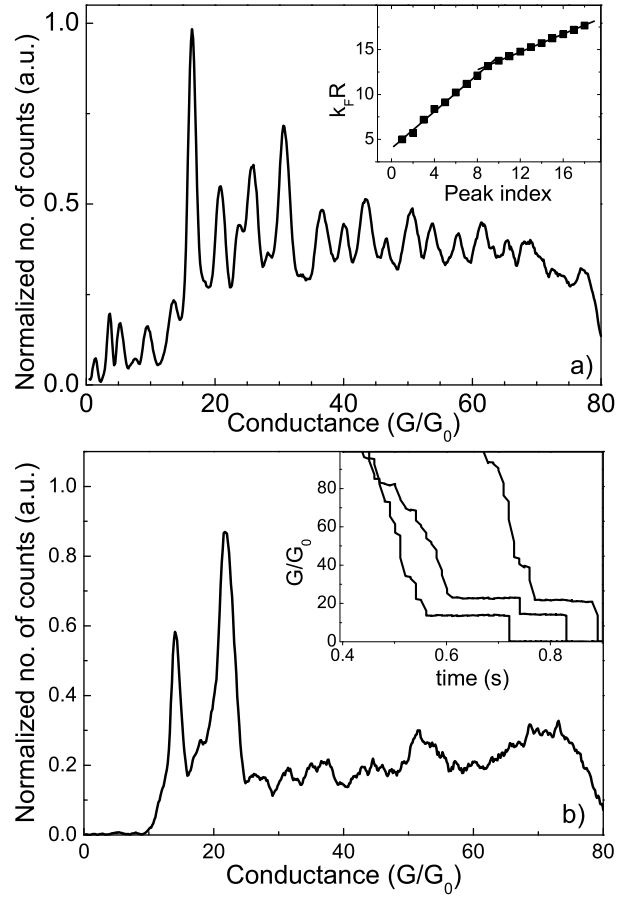 1.0
0.5
0.0
Normalized no. of counts (a.u.)
0 20 40 60 80
Conductance (G/G0)
a)
15
10
5
kFR
0 4 8 12 16
Peak index
1.0
0.8
0.6
0.4
0.2
0.0
Normalized no. of counts (a.u.)
0 20 40 60 80
Conductance (G/G0)
b)
80
60
40
20
0
G/G0
0.4 0.6 0.8
time (s)